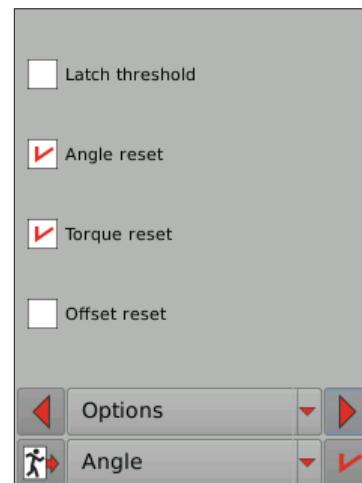 Latch threshold
Angle reset
Torque reset
Offset reset
Options
Angle